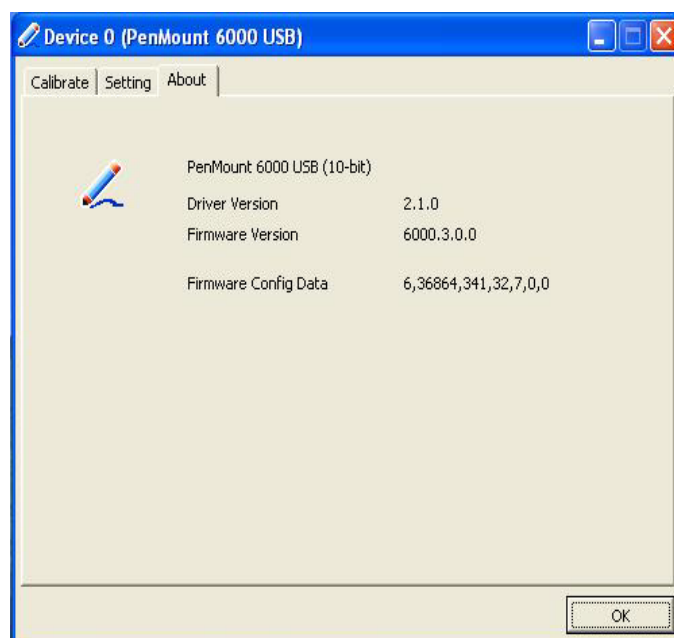 Device 0 (PenMount 6000 USB)
Calibrate Setting About
PenMount 6000 USB (10-bit)
Driver Version 2.1.0
Firmware Version 6000.3.0.0
Firmware Config Data 6,36864,341,32,7,0,0
OK